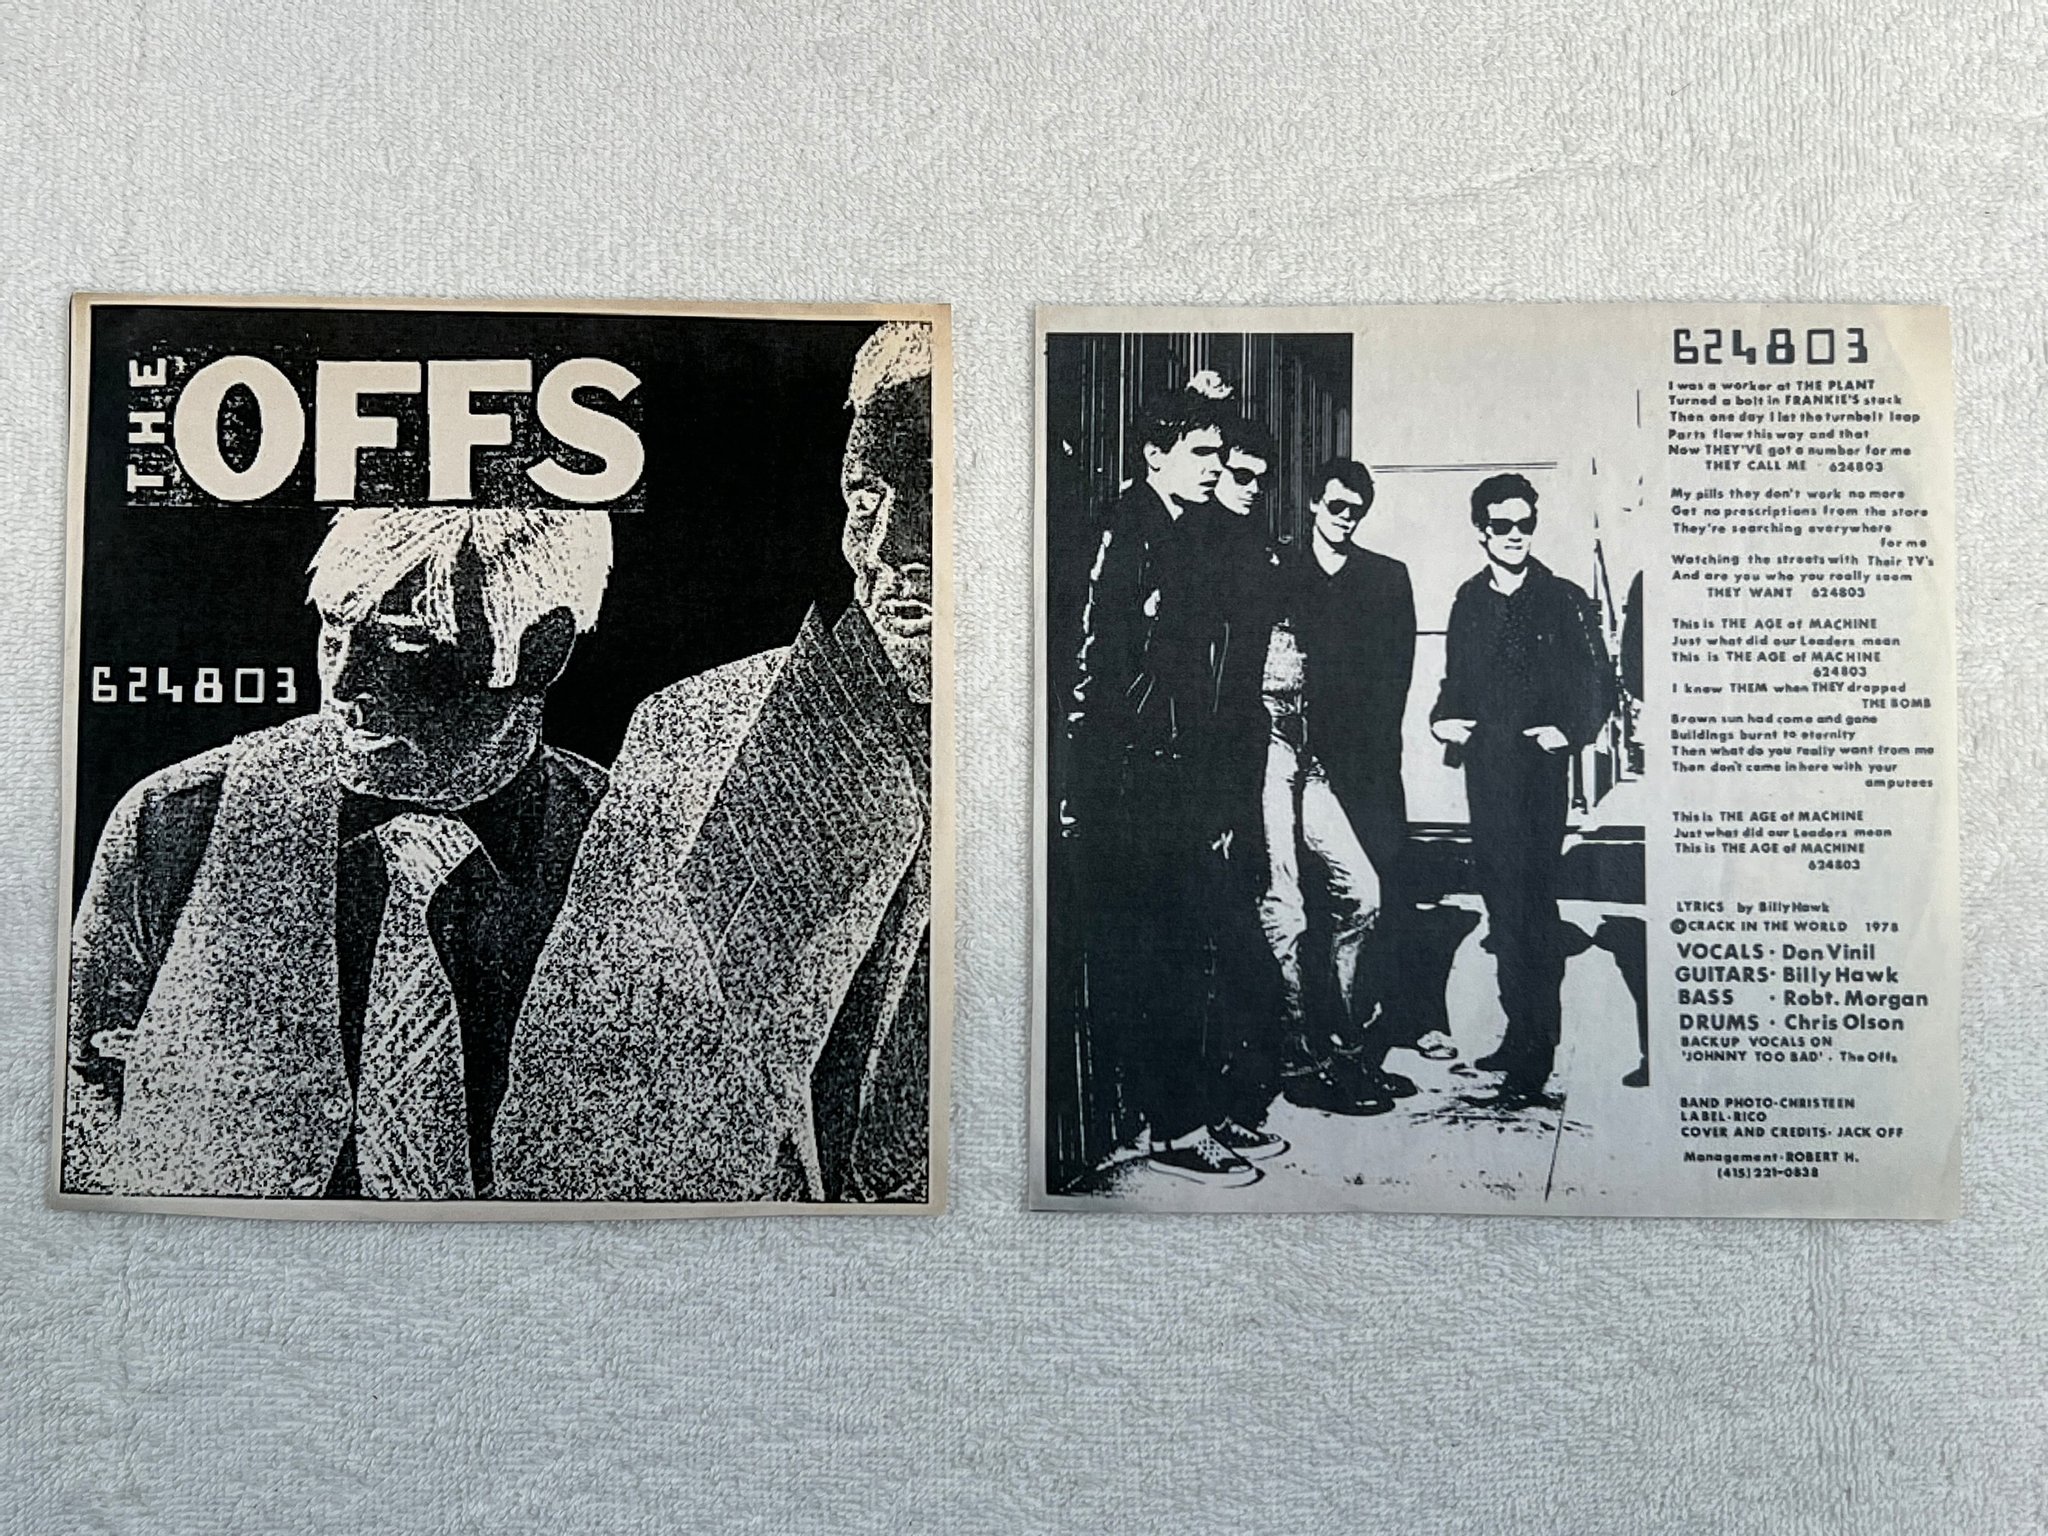 THE OFFS
624803
624803
I was a worker at THE PLANT
Turned a bolt in FRANKIE'S stack
Then one day I let the turnbelt leap
Parts flew this way and that
Now THEY'VE got a number for me
THEY CALL ME · 624803
My pills they don't work no more
Get no prescriptions from the store
They're searching everywhere
for me
Watching the streets with Their TV's
And are you who you really seem
THEY WANT 624803
This is THE AGE of MACHINE
Just what did our Leaders mean
This is THE AGE of MACHINE
624803
I knew THEM when THEY dropped
THE BOMB
Brown sun had come and gone
Buildings burnt to eternity
Then what do you really want from me
Then don't come in here with your
amputees
This is THE AGE of MACHINE
Just what did our Leaders mean
This is THE AGE of MACHINE
624803
LYRICS by Billy Hawk
©CRACK IN THE WORLD 1978
VOCALS · Don Vinil
GUITARS· Billy Hawk
BASS · Robt. Morgan
DRUMS · Chris Olson
BACKUP VOCALS ON
'JOHNNY TOO BAD' · The Offs
BAND PHOTO·CHRISTEEN
LABEL·RICO
COVER AND CREDITS· JACK OFF
Management·ROBERT H.
(415)221-0838